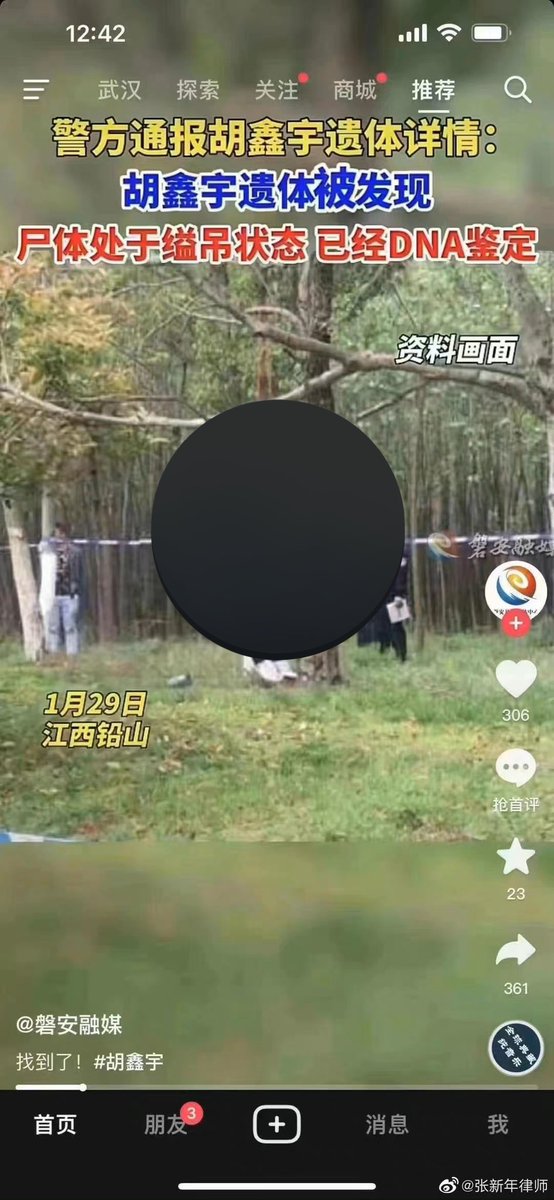 12:42
武汉 探索 关注 商城 推荐
警方通报胡鑫宇遗体详情：
胡鑫宇遗体被发现
尸体处于缢吊状态 已经DNA鉴定
资料画面
磐安融媒
1月29日
江西铅山
306
抢首评
23
361
@磐安融媒
找到了！#胡鑫宇
首页 朋友 3 消息 我
@张新年律师